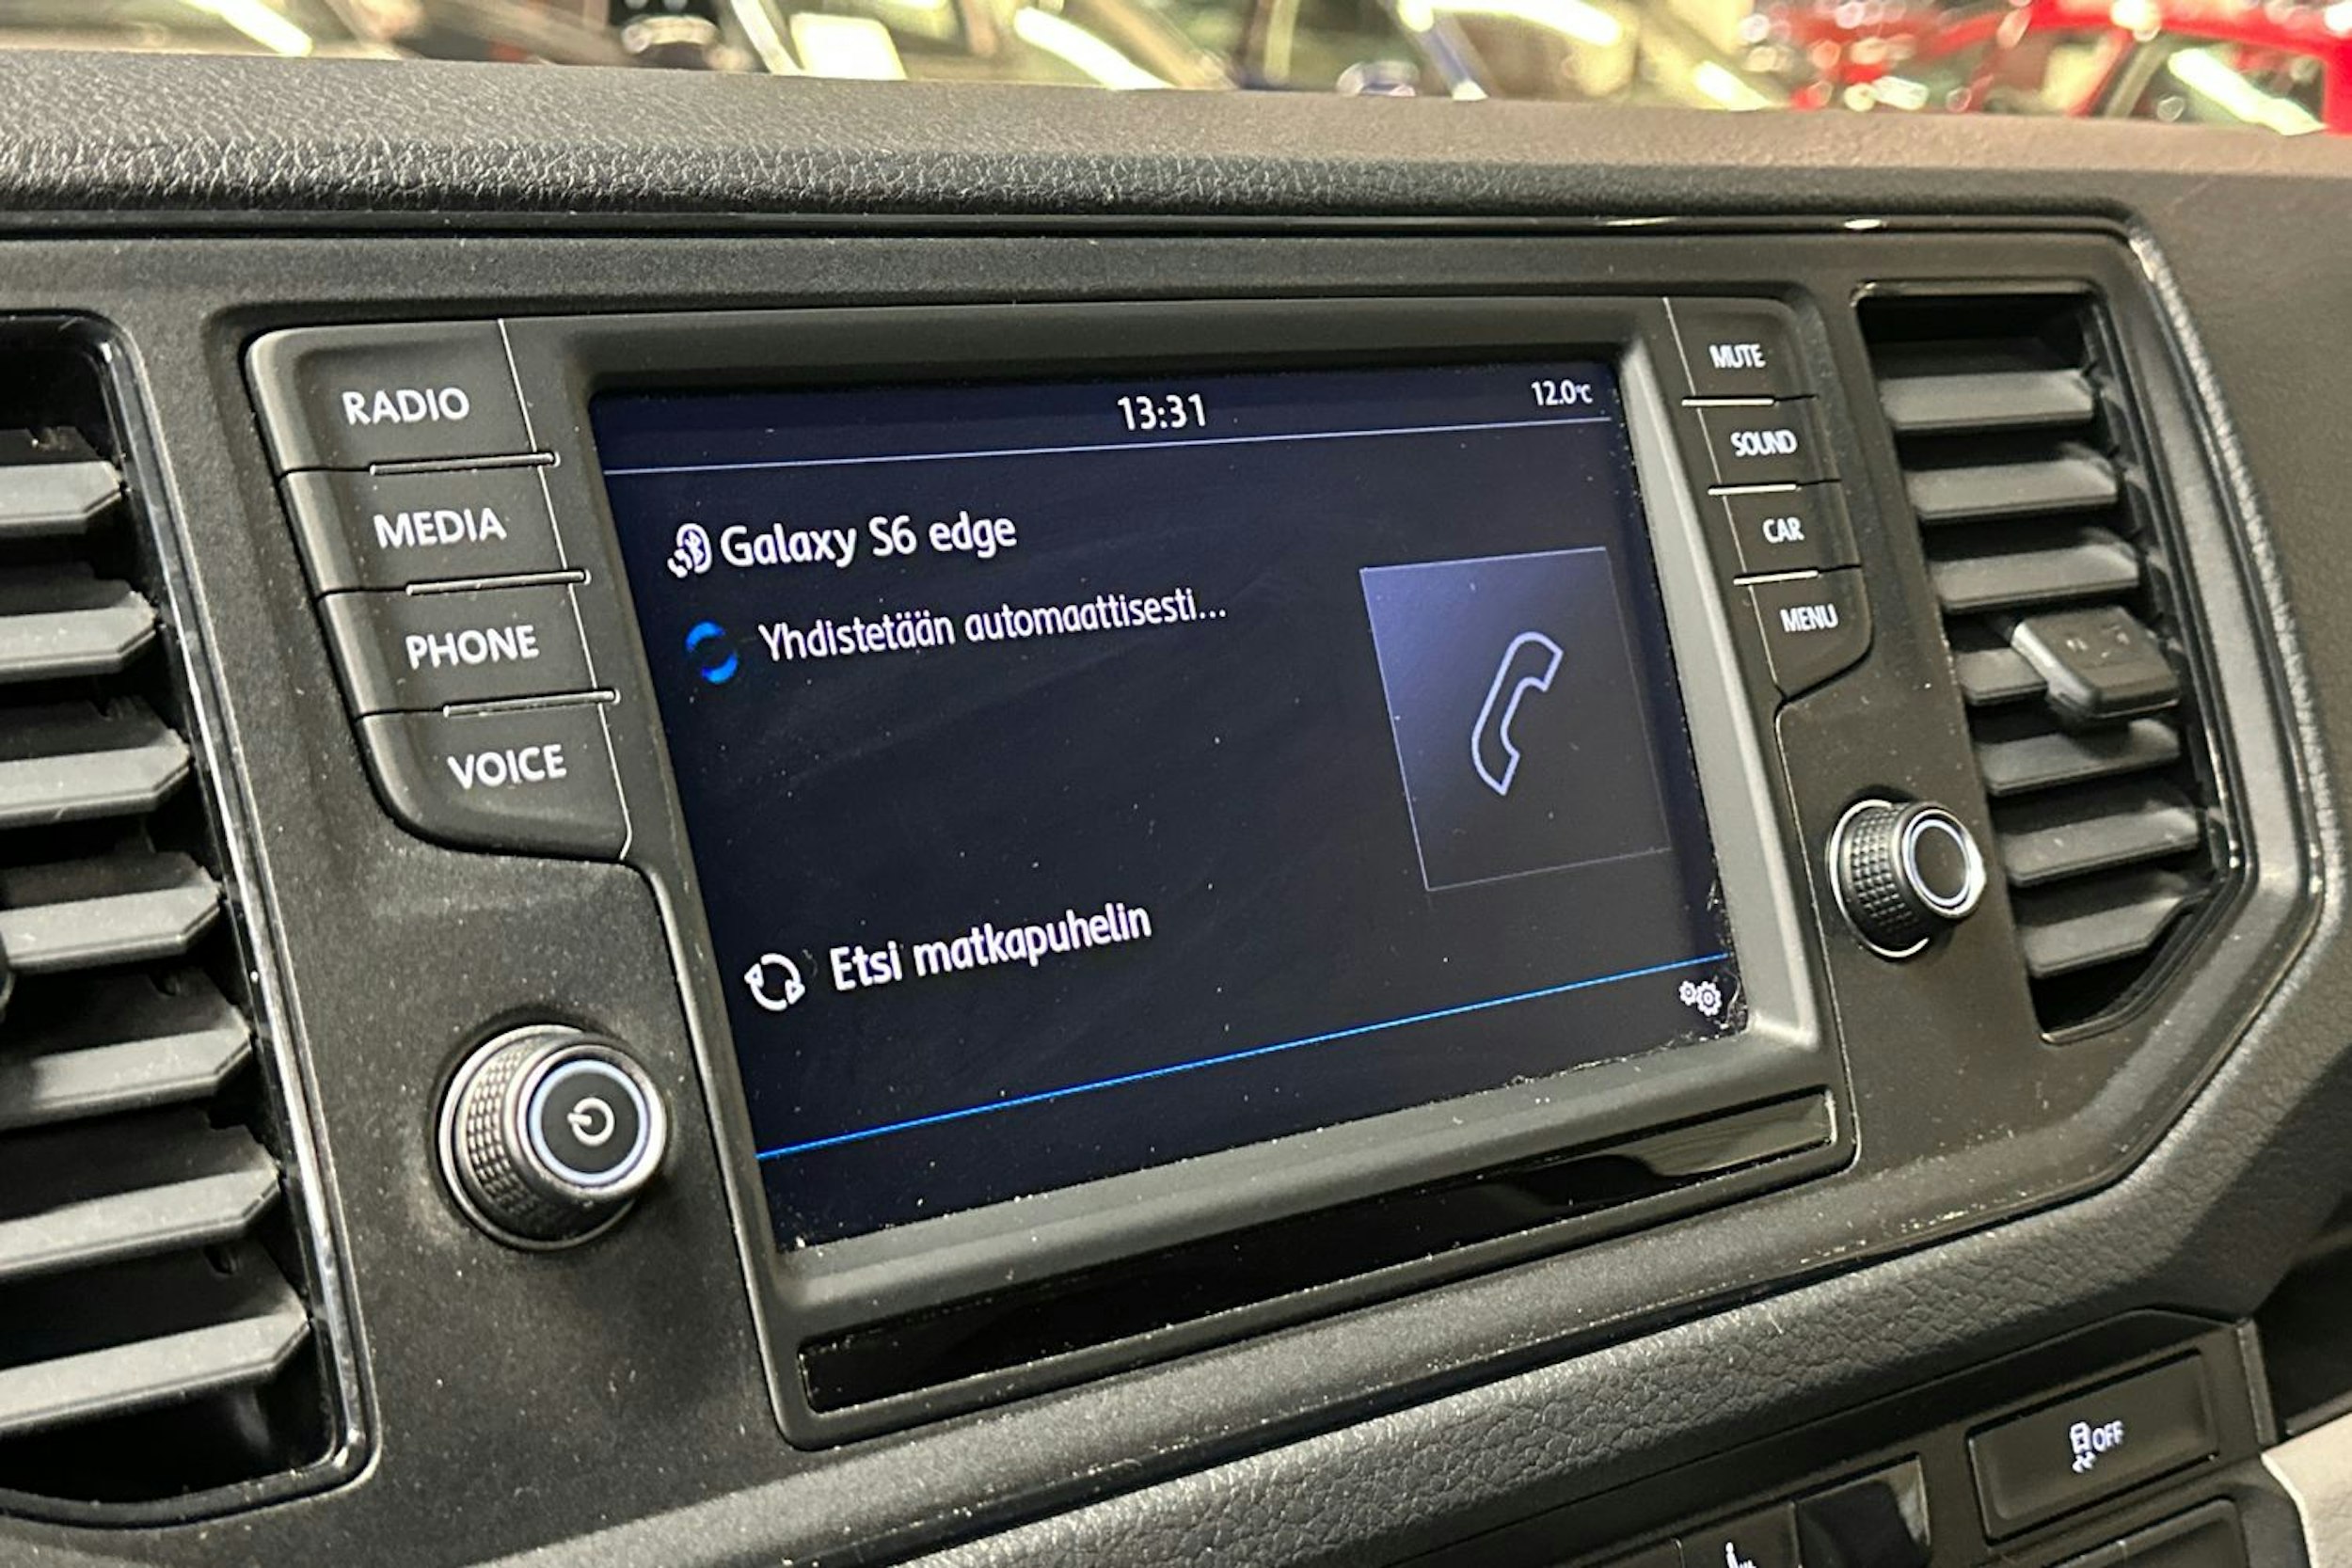 RADIO
MEDIA
PHONE
VOICE
13:31
12.0°C
Galaxy S6 edge
Yhdistetään automaattisesti...
Etsi matkapuhelin
MUTE
SOUND
CAR
MENU
OFF